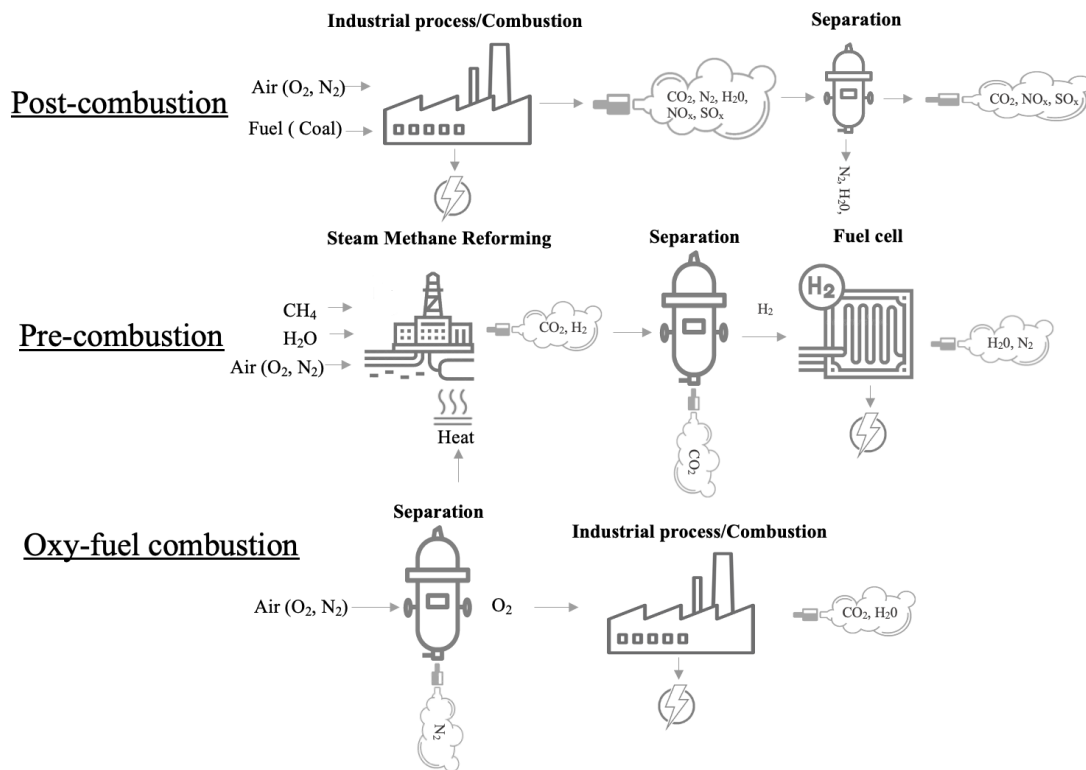 Industrial process/Combustion
Separation
Post-combustion
Air (O₂, N₂)
Fuel ( Coal)
CO₂, N₂, H₂0,
NOₓ, SOₓ
CO₂, NOₓ, SOₓ
N₂, H₂0,
Steam Methane Reforming
Separation
Fuel cell
Pre-combustion
CH₄
H₂O
Air (O₂, N₂)
CO₂, H₂
H₂
H₂
H₂0, N₂
CO₂
Heat
Oxy-fuel combustion
Separation
Industrial process/Combustion
Air (O₂, N₂)
O₂
CO₂, H₂0
N₂